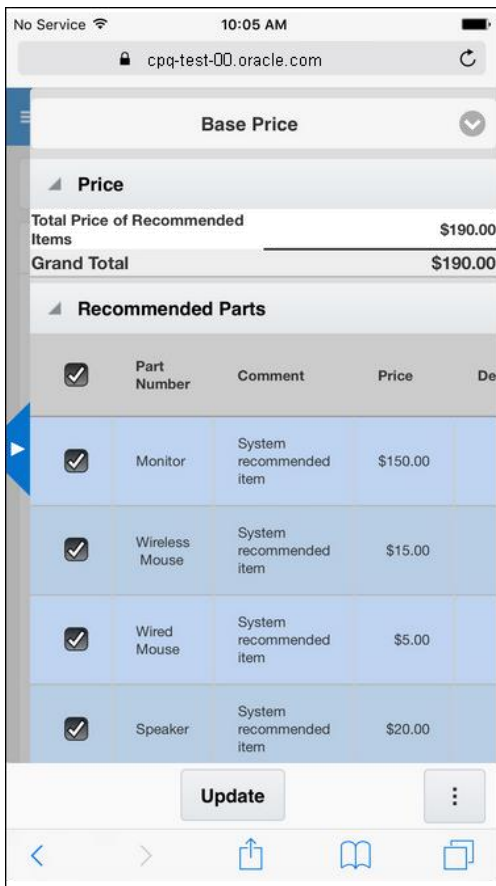 No Service 10:05 AM
cpq-test-00.oracle.com
Base Price
Price
Total Price of Recommended
Items
$190.00
Grand Total $190.00
Recommended Parts
Part
Number
Comment Price De
Monitor
System
recommended
item
$150.00
Wireless
Mouse
System
recommended
item
$15.00
Wired
Mouse
System
recommended
item
$5.00
Speaker
System
recommended
item
$20.00
Update